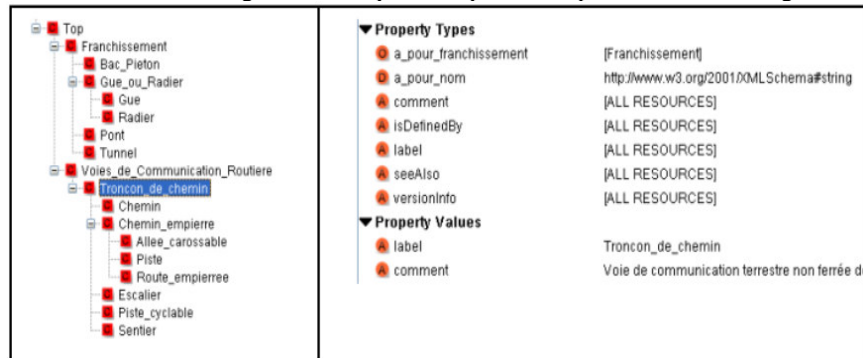 Top
Franchissement
Bac_Pieton
Gue_ou_Radier
Gue
Radier
Pont
Tunnel
Voies_de_Communication_Routiere
Troncon_de_chemin
Chemin
Chemin_empierre
Allee_carossable
Piste
Route_empierree
Escalier
Piste_cyclable
Sentier
Property Types
a_pour_franchissement [Franchissement]
a_pour_nom http://www.w3.org/2001/XMLSchema#string
comment [ALL RESOURCES]
isDefinedBy [ALL RESOURCES]
label [ALL RESOURCES]
seeAlso [ALL RESOURCES]
versionInfo [ALL RESOURCES]
Property Values
label Troncon_de_chemin
comment Voie de communication terrestre non ferrée d